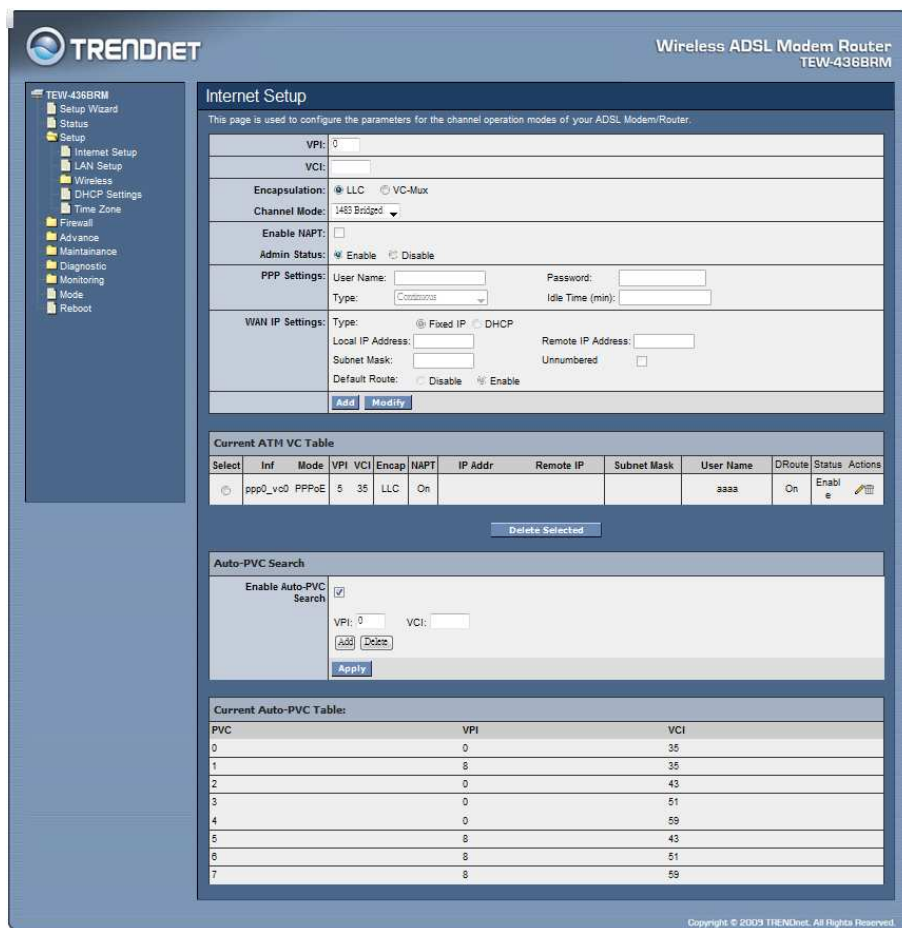 TRENDNET
Wireless ADSL Modem Router
TEW-436BRM
TEW-436BRM
Setup Wizard
Status
Setup
Internet Setup
LAN Setup
Wireless
DHCP Settings
Time Zone
Firewall
Advance
Maintainance
Diagnostic
Monitoring
Mode
Reboot
Internet Setup
This page is used to configure the parameters for the channel operation modes of your ADSL Modem/Router.
VPI: 0
VCI:
Encapsulation: LLC VC-Mux
Channel Mode: 1483 Bridged
Enable NAPT:
Admin Status: Enable Disable
PPP Settings: User Name: Password:
Type: Continuous Idle Time (min):
WAN IP Settings: Type: Fixed IP DHCP
Local IP Address: Remote IP Address:
Subnet Mask: Unnumbered
Default Route: Disable Enable
Add Modify
Current ATM VC Table
Select Inf Mode VPI VCI Encap NAPT IP Addr Remote IP Subnet Mask User Name DRoute Status Actions
ppp0_vc0 PPPoE 5 35 LLC On aaaa On Enabl
e
Delete Selected
Auto-PVC Search
Enable Auto-PVC
Search
VPI: 0 VCI:
Add Delete
Apply
Current Auto-PVC Table:
PVC VPI VCI
0 0 35
1 8 35
2 0 43
3 0 51
4 0 59
5 8 43
6 8 51
7 8 59
Copyright © 2009 TRENDnet. All Rights Reserved.